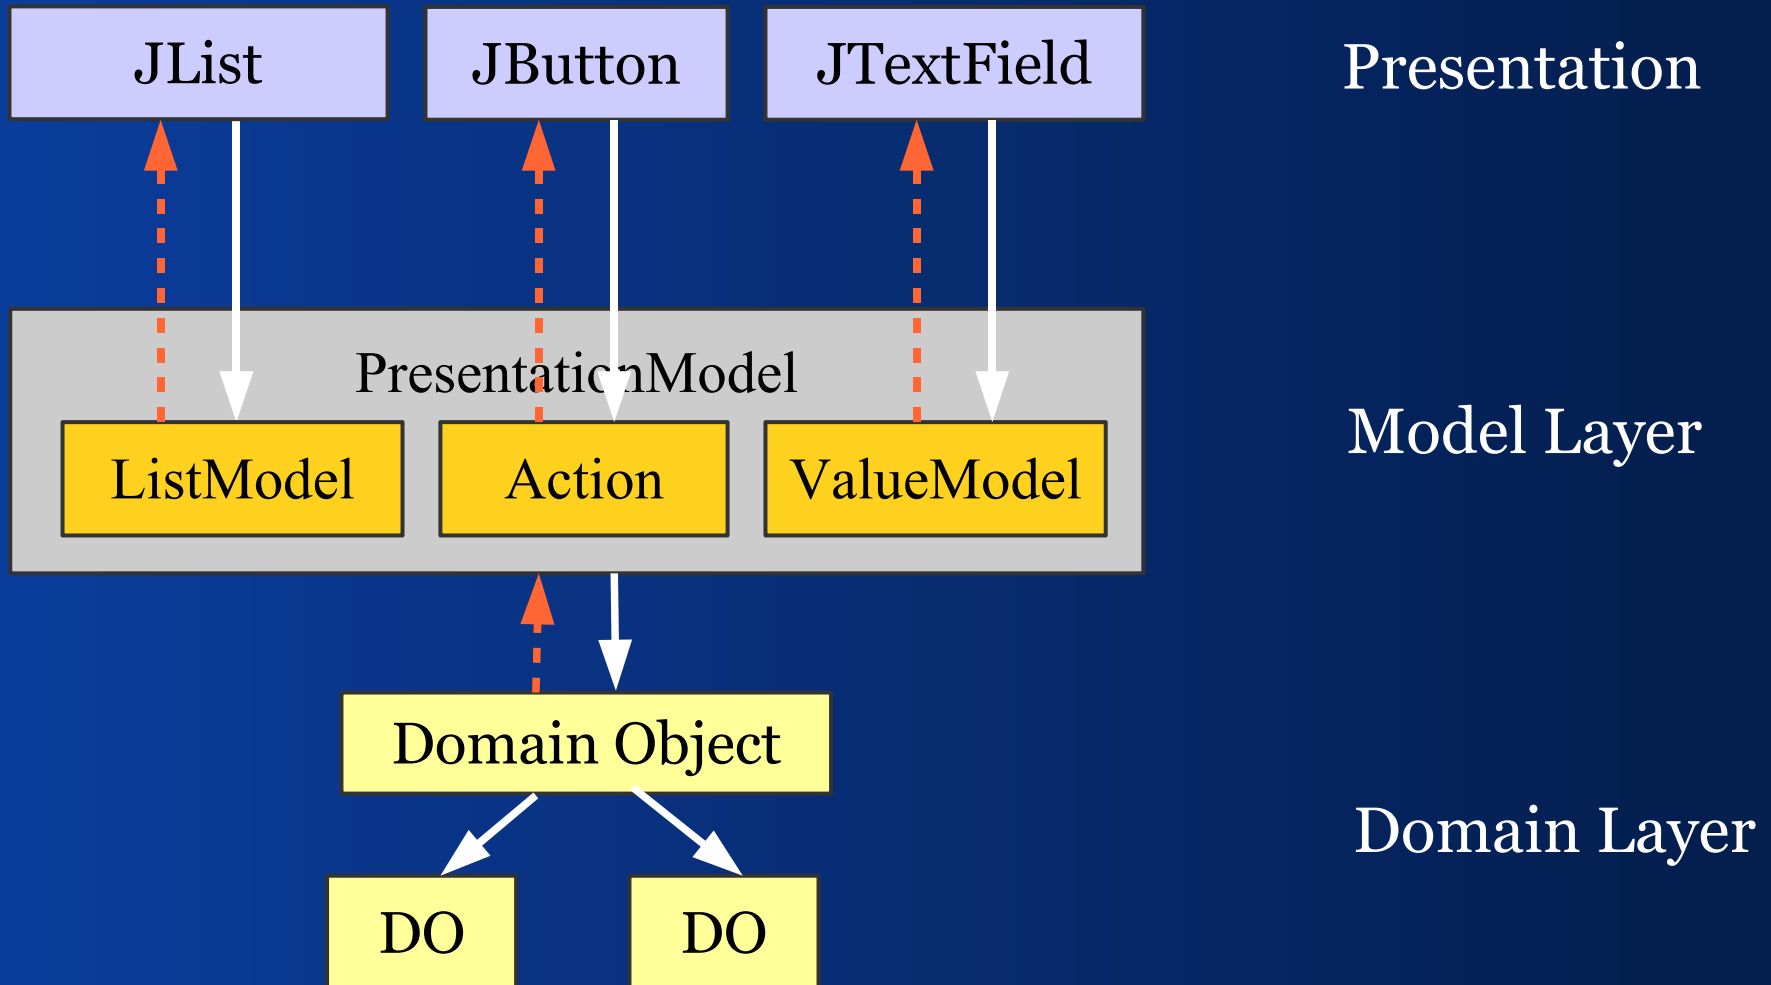 JList
JButton
JTextField
Presentation
PresentationModel
ListModel
Action
ValueModel
Model Layer
Domain Object
Domain Layer
DO
DO